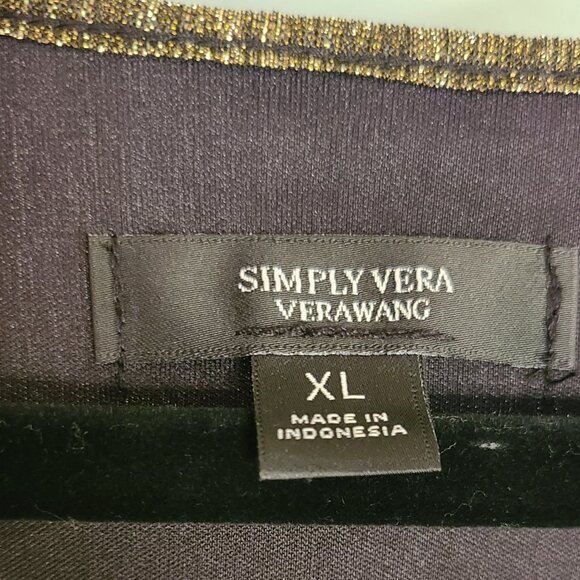 SIMPLY VERA
VERAWANG
XL
MADE IN
INDONESIA